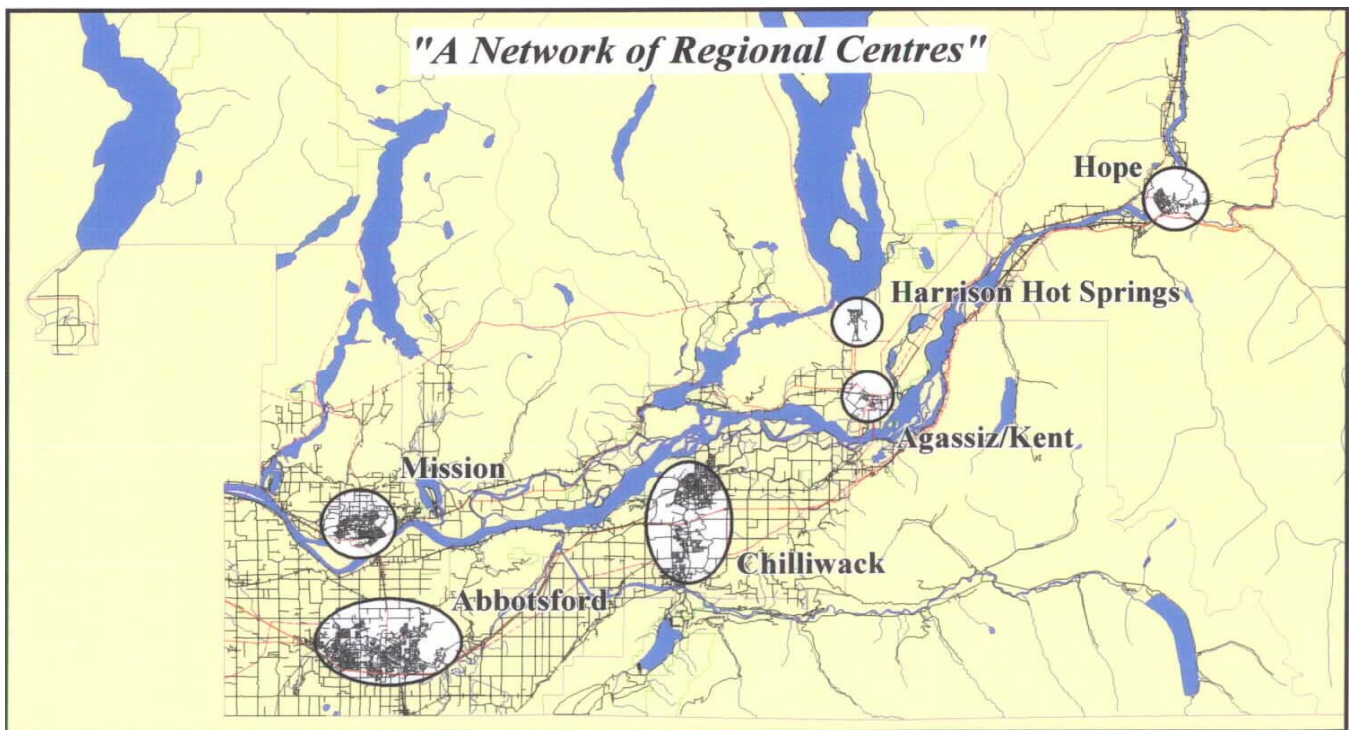 "A Network of Regional Centres"
Hope
Harrison Hot Springs
Agassiz/Kent
Mission
Chilliwack
Abbotsford